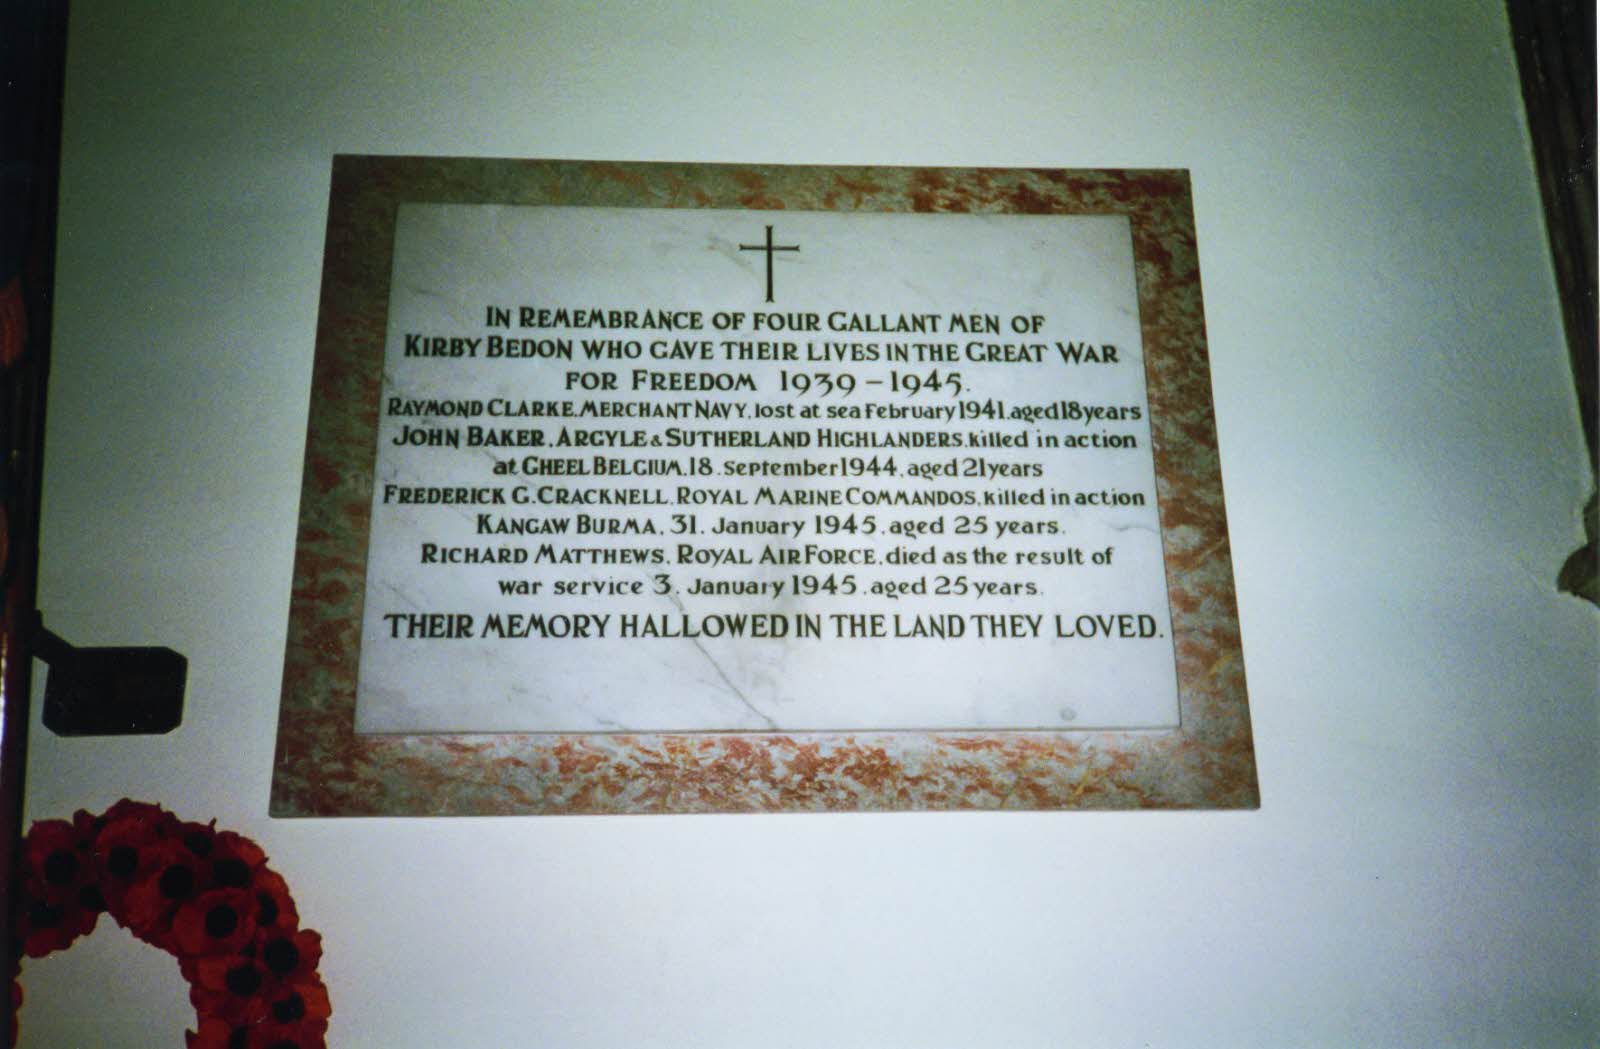 IN REMEMBRANCE OF FOUR GALLANT MEN OF
KIRBY BEDON WHO GAVE THEIR LIVES IN THE GREAT WAR
FOR FREEDOM 1939-1945.
RAYMOND CLARKE, MERCHANT NAVY, lost at sea February 1941, aged 18 years
JOHN BAKER, ARGYLE & SUTHERLAND HIGHLANDERS, killed in action
at GHEEL BELGIUM, 18, September 1944, aged 21 years
FREDERICK G. CRACKNELL, ROYAL MARINE COMMANDOS, killed in action
KANGAW BURMA, 31, January 1945, aged 25 years.
RICHARD MATTHEWS, ROYAL AIR FORCE, died as the result of
war service 3, January 1945, aged 25 years.
THEIR MEMORY HALLOWED IN THE LAND THEY LOVED.